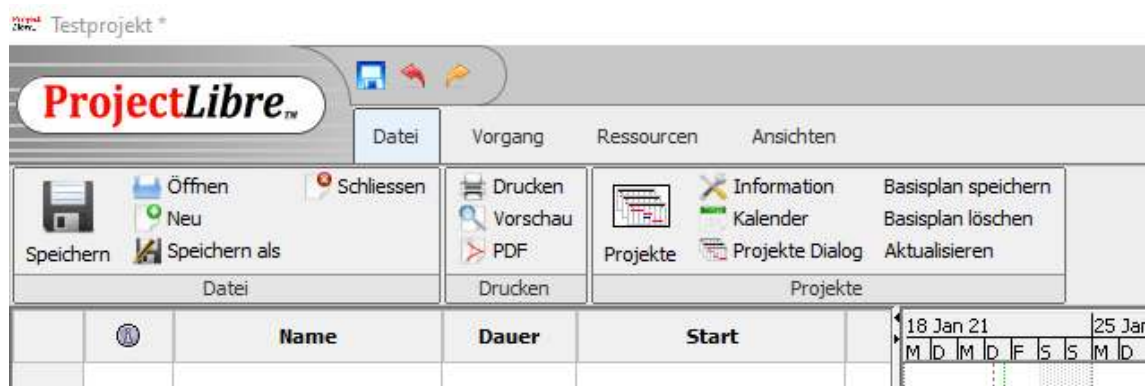 Testprojekt *
ProjectLibre™
Datei Vorgang Ressourcen Ansichten
Öffnen Schliessen Drucken Information Basisplan speichern
Neu Vorschau Kalender Basisplan löschen
Speichern Speichern als PDF Projekte Projekte Dialog Aktualisieren
Datei Drucken Projekte
Name Dauer Start
18 Jan 21 25 Jan
M D M D F S S M D